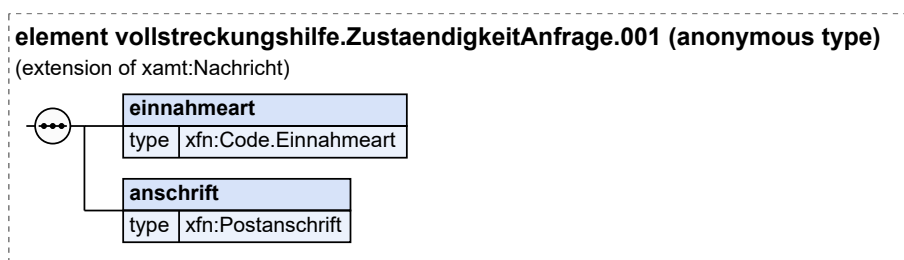 element vollstreckungshilfe.ZustaendigkeitAnfrage.001 (anonymous type)
(extension of xamt:Nachricht)
einnahmeart
type xfn:Code.Einnahmeart
anschrift
type xfn:Postanschrift